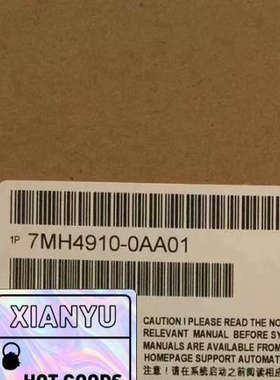 1P 7MH4910-0AA01
CAUTION ! PLEASE READ THE NO
RELEVANT MANUAL BEFORE SY
MANUALS ARE AVAILABLE FROM
HOMEPAGE SUPPORT AUTOMAT
注意！请在系统启动之前阅读相
XIANYU
HOT GOODS